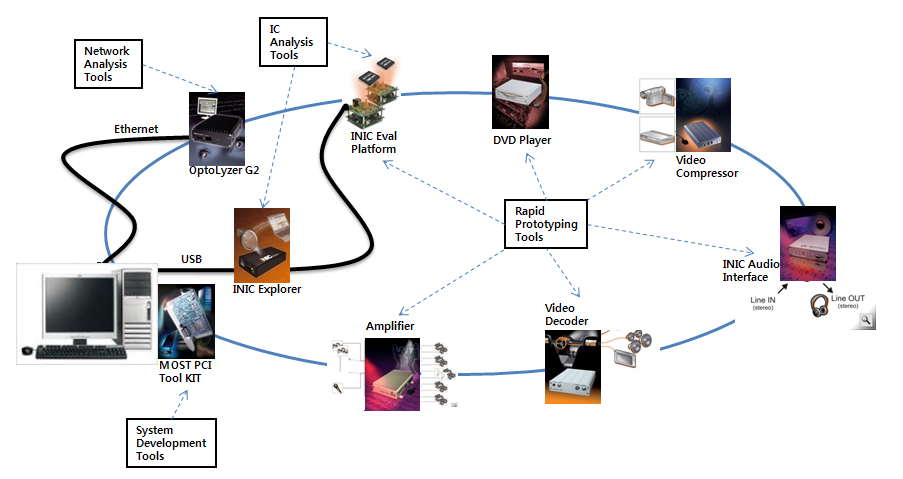 IC
Analysis
Tools
Network
Analysis
Tools
Ethernet
OptoLyzer G2
INIC Eval
Platform
DVD Player
Video
Compressor
Rapid
Prototyping
Tools
USB
INIC
INIC Explorer
INIC Audio
Interface
Line IN
(stereo)
Line OUT
(stereo)
Video
Decoder
Amplifier
MOST PCI
Tool KIT
System
Development
Tools